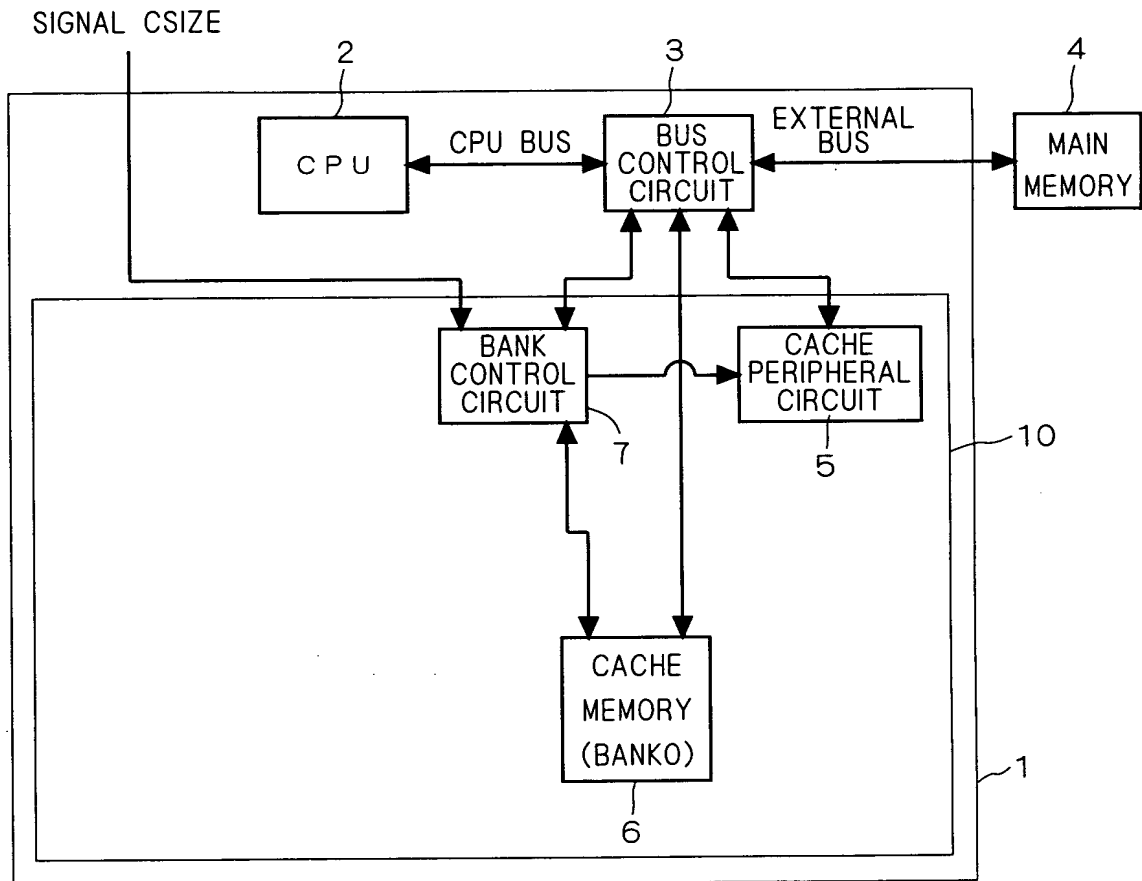 SIGNAL CSIZE
2
3
4
CPU
CPU BUS
BUS
CONTROL
CIRCUIT
EXTERNAL
BUS
MAIN
MEMORY
BANK
CONTROL
CIRCUIT
7
CACHE
PERIPHERAL
CIRCUIT
5
10
CACHE
MEMORY
(BANK0)
6
1